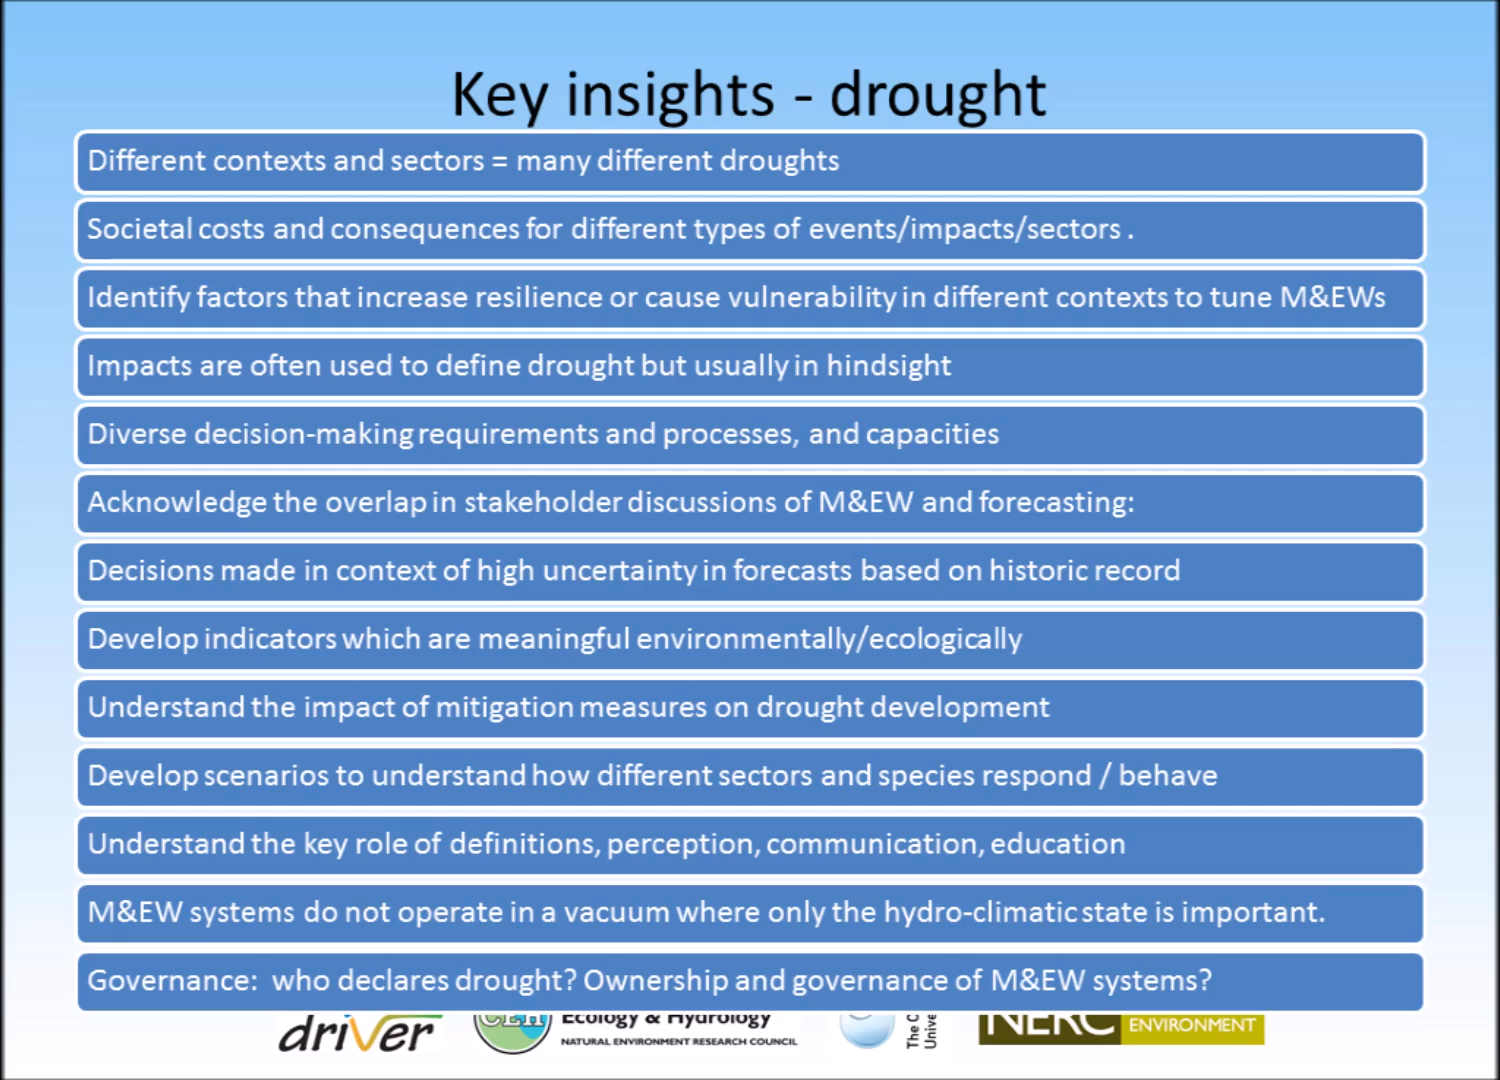 Key insights - drought
Different contexts and sectors = many different droughts
Societal costs and consequences for different types of events/impacts/sectors .
Identify factors that increase resilience or cause vulnerability in different contexts to tune M&EWs
Impacts are often used to define drought but usually in hindsight
Diverse decision-making requirements and processes, and capacities
Acknowledge the overlap in stakeholder discussions of M&EW and forecasting:
Decisions made in context of high uncertainty in forecasts based on historic record
Develop indicators which are meaningful environmentally/ecologically
Understand the impact of mitigation measures on drought development
Develop scenarios to understand how different sectors and species respond / behave
Understand the key role of definitions, perception, communication, education
M&EW systems do not operate in a vacuum where only the hydro-climatic state is important.
Governance:  who declares drought? Ownership and governance of M&EW systems?
driver
CEH
Ecology & Hydrology
NATURAL ENVIRONMENT RESEARCH COUNCIL
NERC
ENVIRONMENT